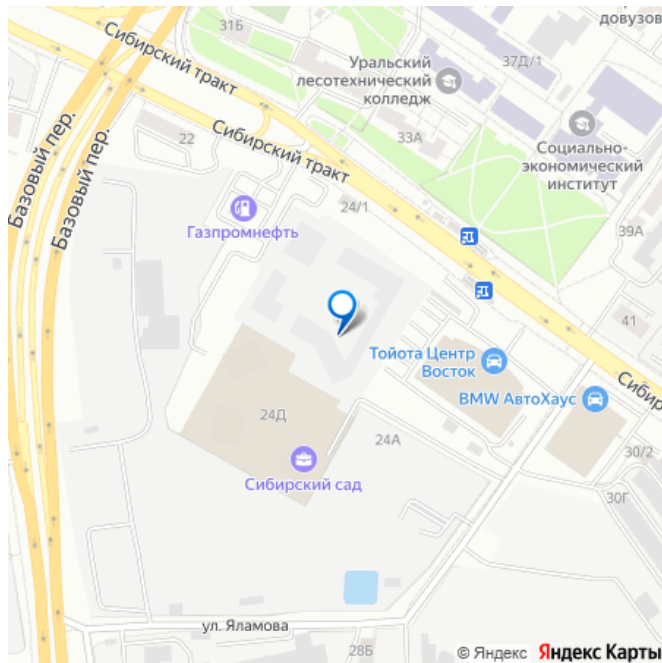 31Б
довузов
Сибирский тракт
37Д/1
Уральский
лесотехнический
колледж
Базовый пер.
Базовый пер.
22
Сибирский тракт
33А
Социально-
экономический
институт
24/1
Газпромнефть
39А
41
Тойота Центр
Восток
BMW АвтоХаус
Сибир
24Д
24А
30/2
Сибирский сад
30Г
ул. Яламова
28Б
© Яндекс Яндекс Карты